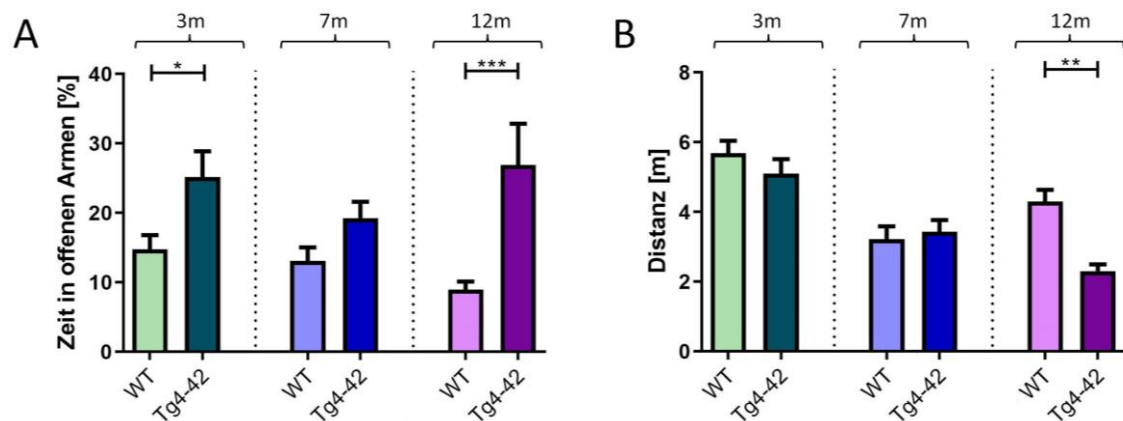 A
3m
7m
12m
Zeit in offenen Armen [%]
40
30
20
10
0
*
***
WT
Tg4-42
WT
Tg4-42
WT
Tg4-42
B
3m
7m
12m
Distanz [m]
8
6
4
2
0
**
WT
Tg4-42
WT
Tg4-42
WT
Tg4-42